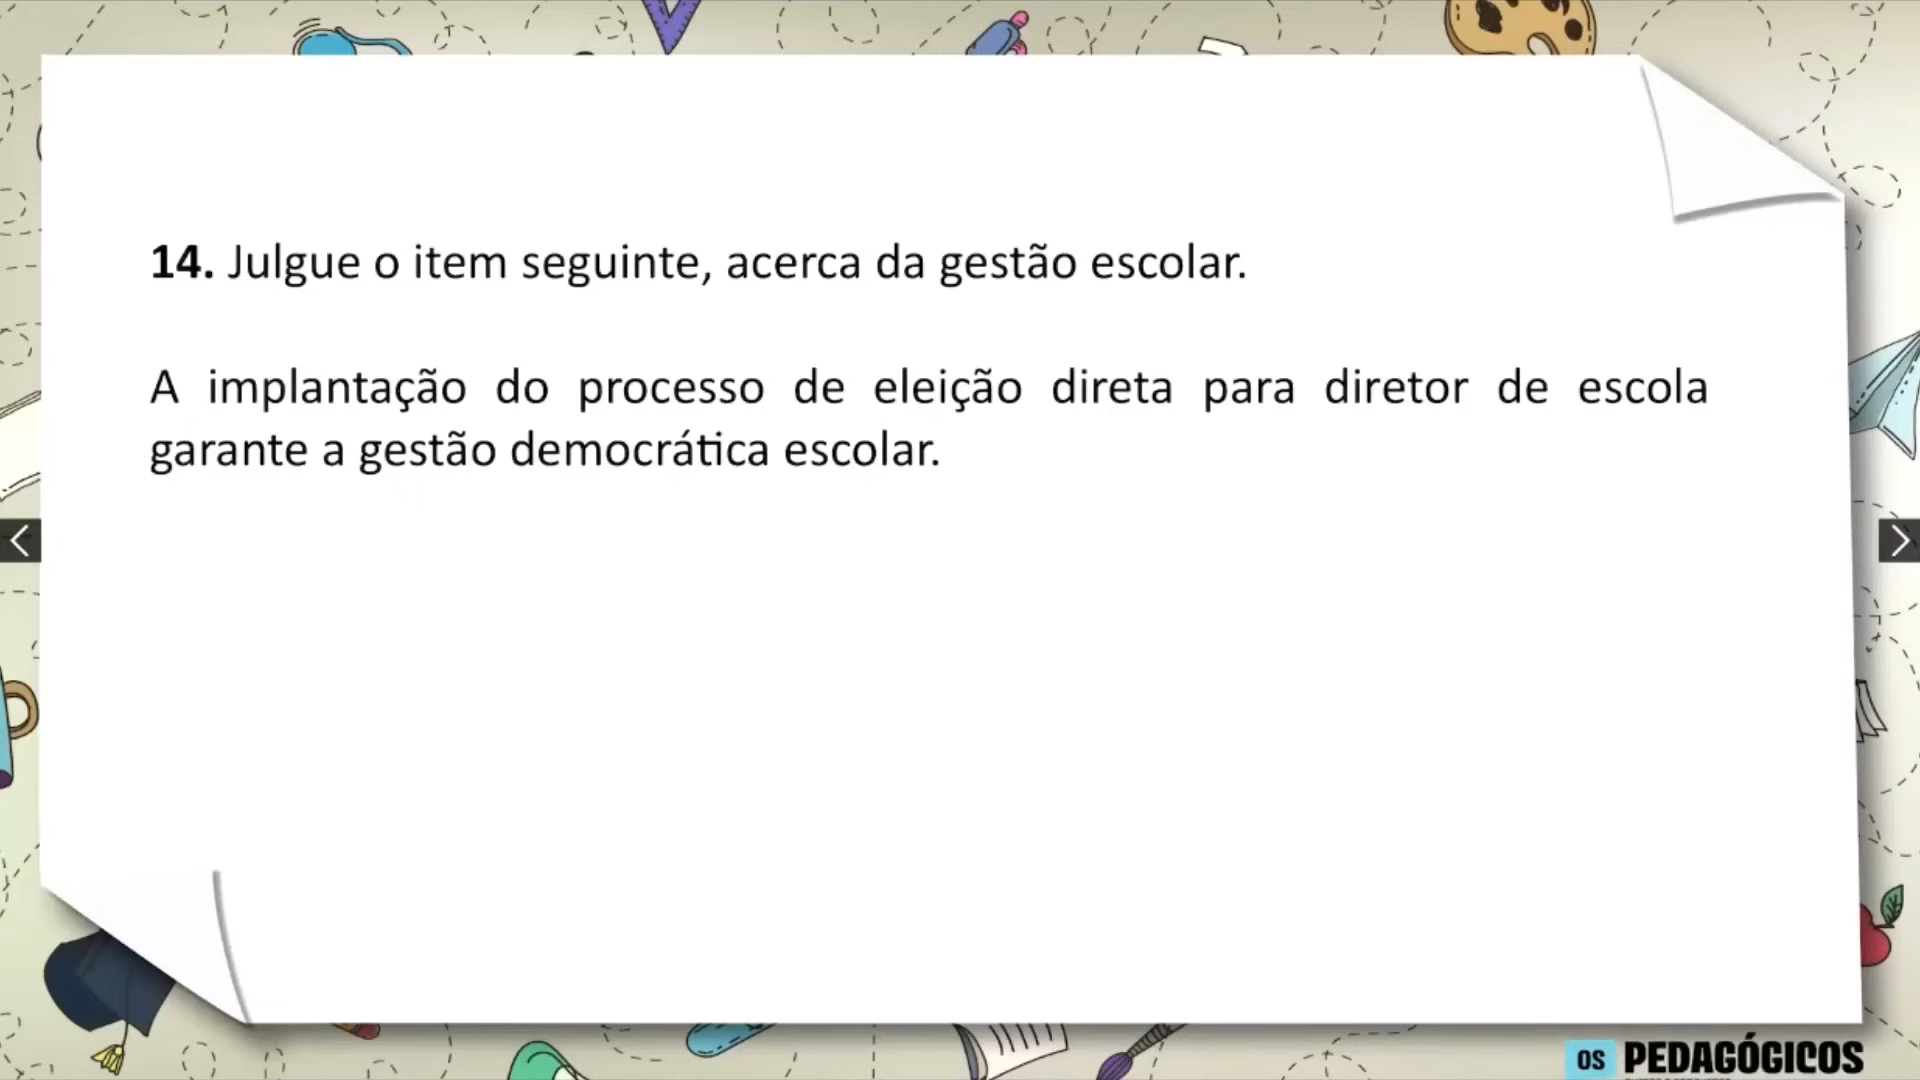 14. Julgue o item seguinte, acerca da gestão escolar.
A implantação do processo de eleição direta para diretor de escola
garante a gestão democrática escolar.
OS PEDAGÓGICOS